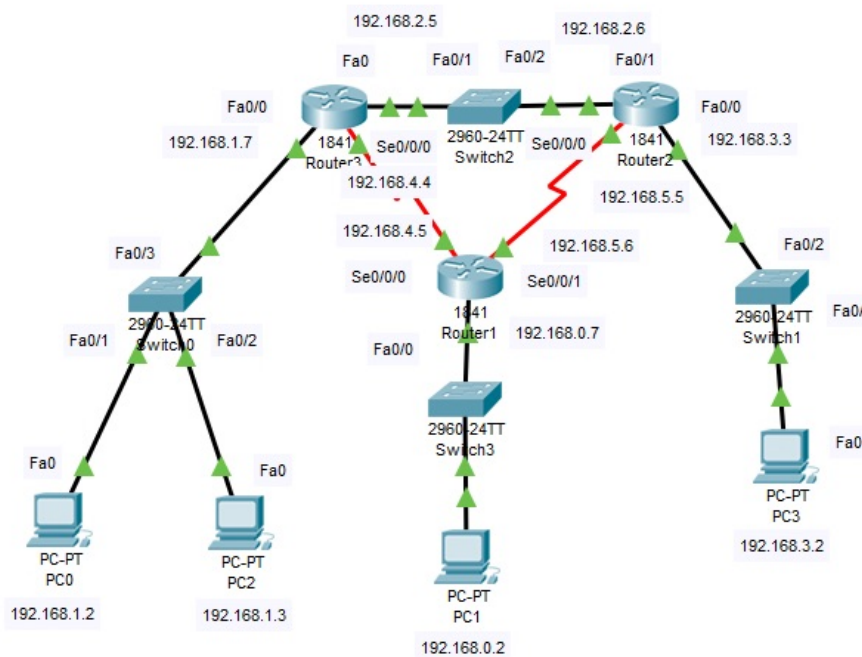 192.168.2.5
192.168.2.6
Fa0
Fa0/1
Fa0/2
Fa0/1
Fa0/0
Fa0/0
192.168.1.7
1841
Router3
Se0/0/0
2960-24TT
Switch2
Se0/0/0
1841
Router2
192.168.3.3
192.168.4.4
192.168.5.5
192.168.4.5
192.168.5.6
Fa0/3
Fa0/2
Se0/0/0
Se0/0/1
2960-24TT
Switch0
1841
Router1
2960-24TT
Switch1
Fa0/
Fa0/1
Fa0/2
192.168.0.7
Fa0/0
2960-24TT
Switch3
Fa0
Fa0
Fa0
PC-PT
PC0
PC-PT
PC2
PC-PT
PC3
192.168.3.2
PC-PT
PC1
192.168.1.2
192.168.1.3
192.168.0.2